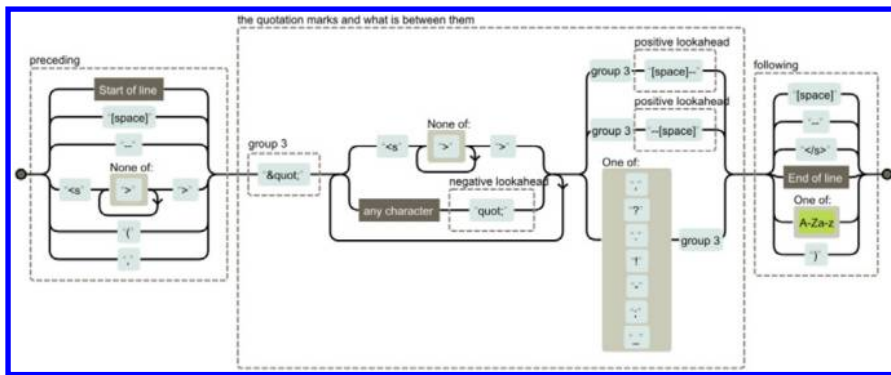 the quotation marks and what is between them
preceding
Start of line
¨[space]¨
¨--¨
None of:
¨<s¨ ¨>¨ ¨>¨
¨(¨
group 3
¨&quot;¨
None of:
¨<s¨ ¨>¨ ¨>¨
negative lookahead
any character ¨quot;¨
positive lookahead
group 3 ¨[space]--¨
positive lookahead
group 3 ¨--[space]¨
One of:
¨,¨
¨?¨
¨!¨
¨;¨
group 3
following
¨[space]¨
¨--¨
¨</s>¨
End of line
One of:
A-Za-z
¨)¨